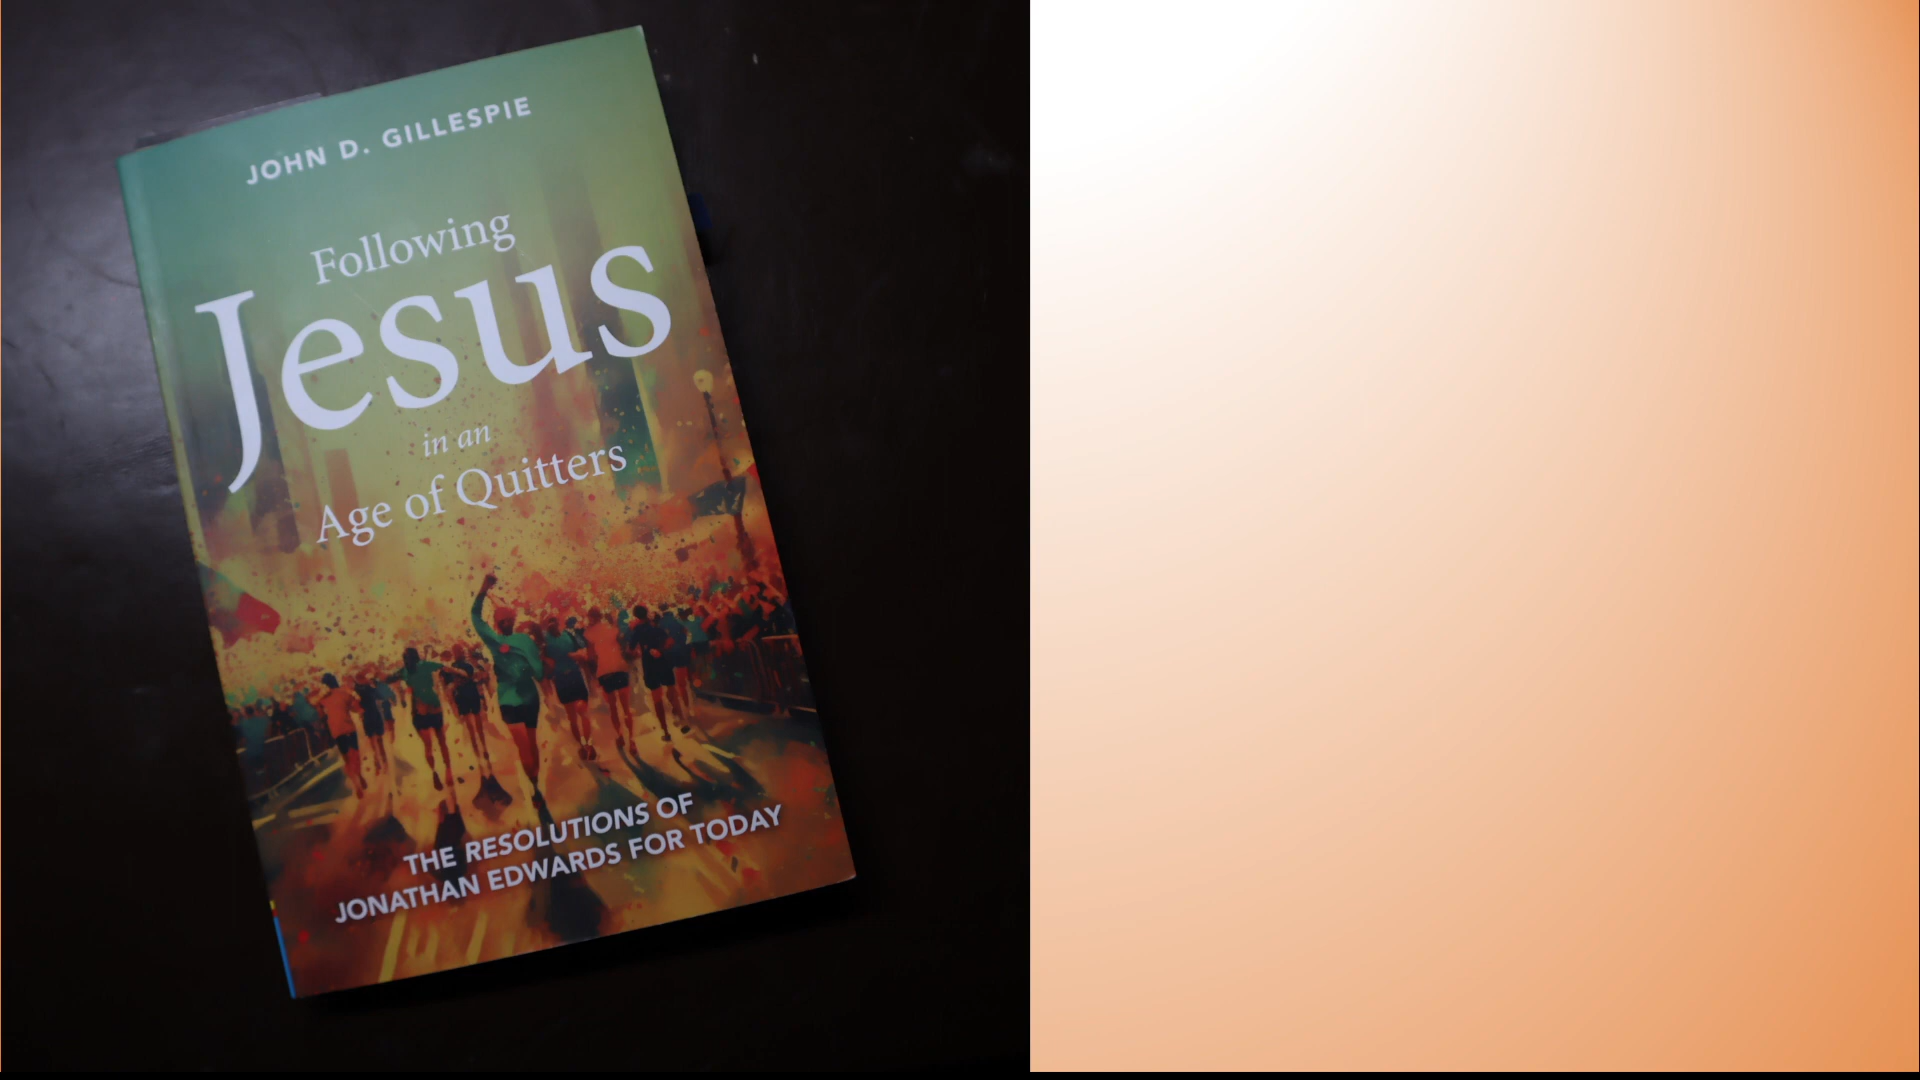 JOHN D. GILLESPIE
Following
Jesus
in an
Age of Quitters
THE RESOLUTIONS OF
JONATHAN EDWARDS FOR TODAY